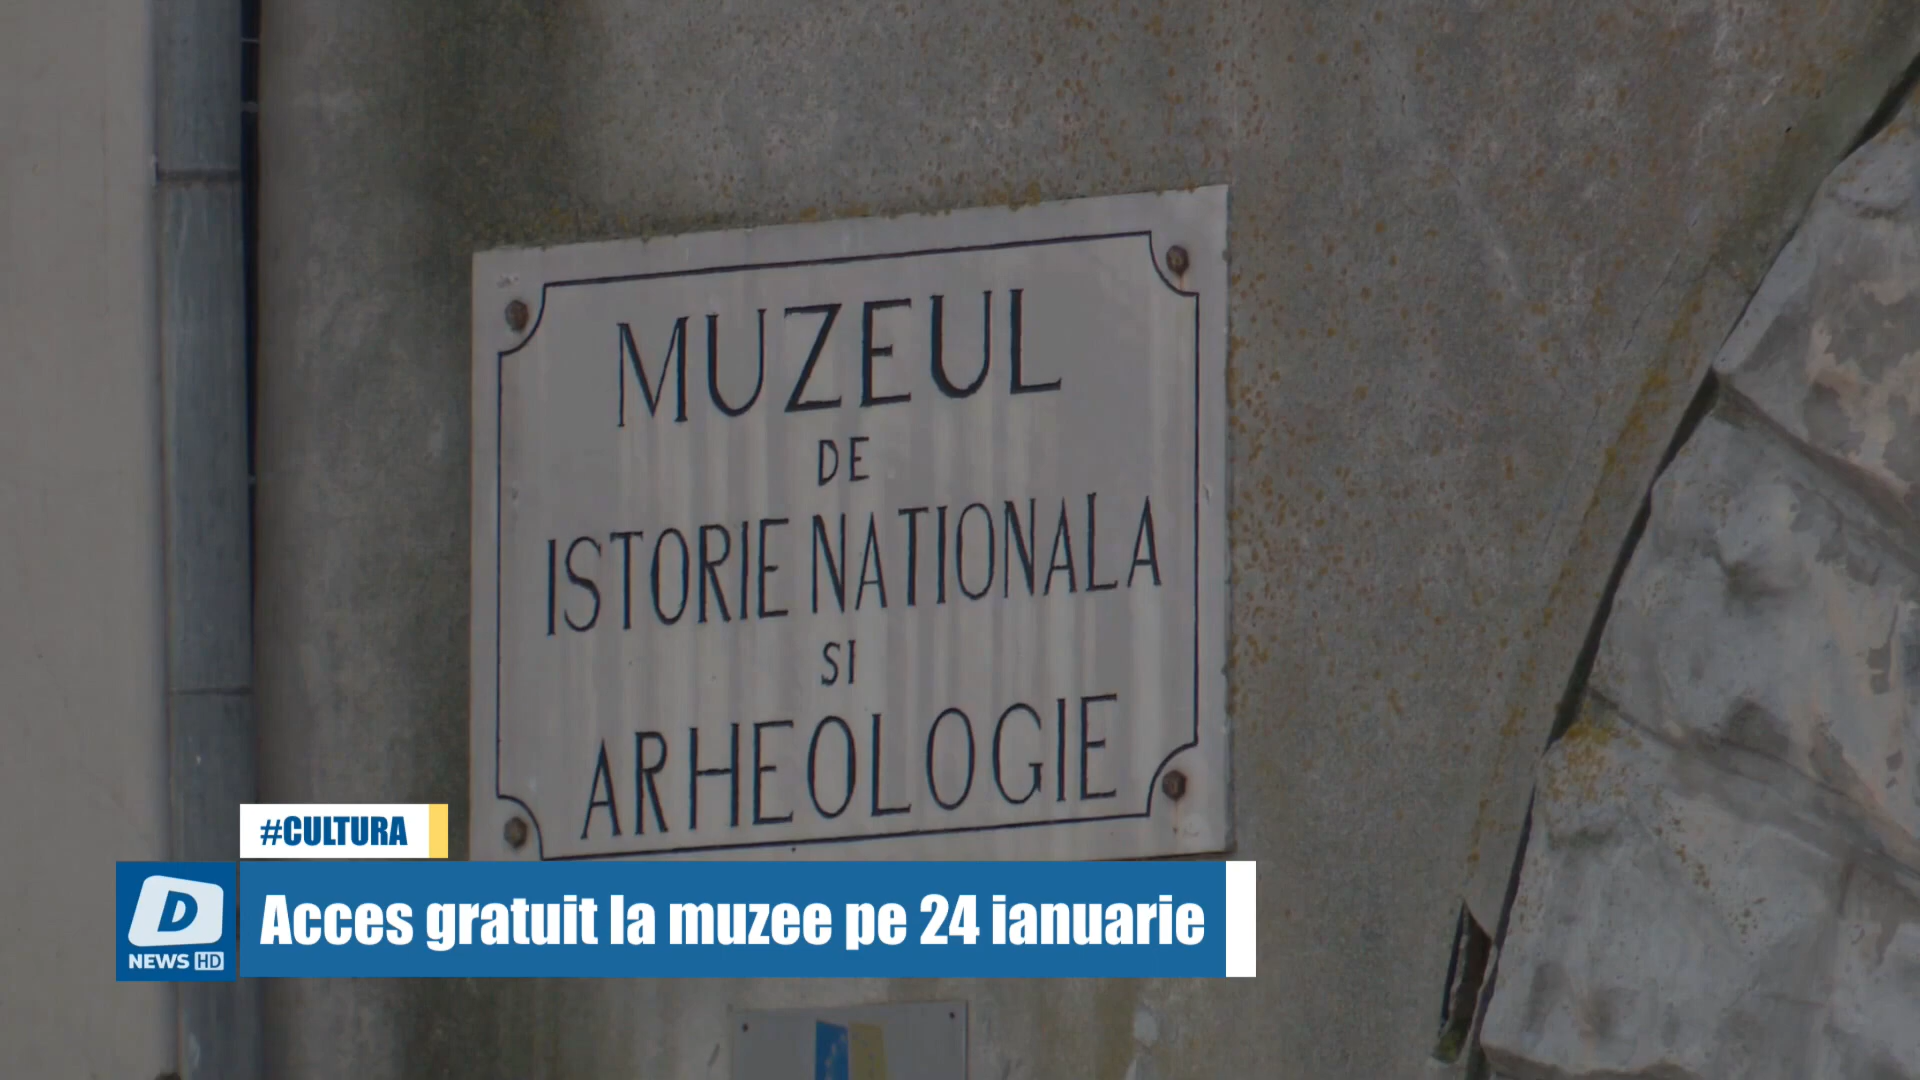 MUZEUL
DE
ISTORIE NATIONALA
SI
ARHEOLOGIE
#CULTURA
D
NEWS HD
Acces gratuit la muzee pe 24 ianuarie